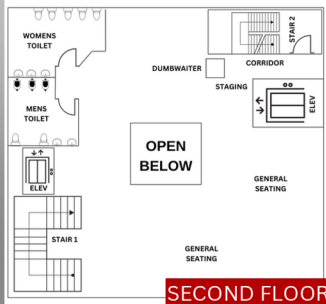 WOMENS
TOILET
STAIR 2
DUMBWAITER
CORRIDOR
STAGING
ELEV
MENS
TOILET
OPEN
BELOW
ELEV
GENERAL
SEATING
STAIR 1
GENERAL
SEATING
SECOND FLOOR